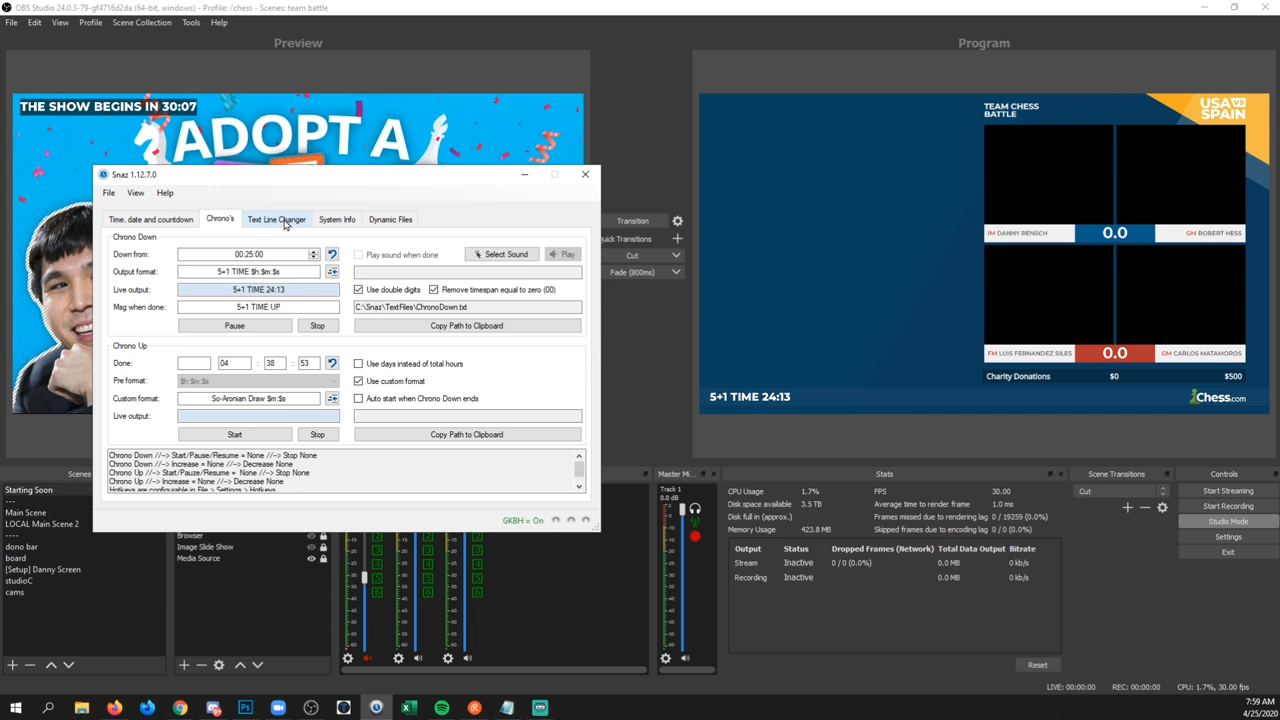 OBS Studio 24.0.3-79-gf4716d2da (64-bit, windows) - Profile: /chess - Scenes: team battle
File Edit View Profile Scene Collection Tools Help
Preview
Program
THE SHOW BEGINS IN 30:07
ADOPT A
TEAM CHESS
BATTLE
USA VS
SPAIN
IM DANNY RENSCH
0.0
GM ROBERT HESS
FM LUIS FERNANDEZ SILES
0.0
GM CARLOS MATAMOROS
Charity Donations
$0
$500
5+1 TIME 24:13
Chess.com
Transition
Quick Transitions
Cut
Fade (800ms)
Snaz 1.12.7.0
File View Help
Time, date and countdown
Chrono's
Text Line Changer
System Info
Dynamic Files
Chrono Down
Down from:
00:25:00
Play sound when done
Select Sound
Play
Output format:
5+1 TIME $h:$m:$s
Live output:
5+1 TIME 24:13
Use double digits
Remove timespan equal to zero (00)
Msg when done:
5+1 TIME UP
C:\Snaz\TextFiles\ChronoDown.txt
Pause
Stop
Copy Path to Clipboard
Chrono Up
Done:
04 : 38 : 53
Use days instead of total hours
Pre format:
$h:$m:$s
Use custom format
Custom format:
So-Aronian Draw $m:$s
Auto start when Chrono Down ends
Live output:
Start
Stop
Copy Path to Clipboard
Chrono Down //--> Start/Pause/Resume = None //--> Stop None
Chrono Down //--> Increase = None //--> Decrease None
Chrono Up //--> Start/Pauze/Resume = None //--> Stop None
Chrono Up //--> Increase = None //--> Decrease None
Hotkeys are configurable in File > Settings > Hotkeys
GKBH = On
Scenes
Starting Soon
---
Main Scene
LOCAL Main Scene 2
---
dono bar
board
[Setup] Danny Screen
studioC
cams
Browser
Image Slide Show
Media Source
Master Mi...
Track 1
0.0 dB
Stats
CPU Usage 1.7%
Disk space available 3.5 TB
Disk full in (approx.)
Memory Usage 423.8 MB
FPS 30.00
Average time to render frame 1.0 ms
Frames missed due to rendering lag 0 / 19259 (0.0%)
Skipped frames due to encoding lag 0 / 0 (0.0%)
Output Status Dropped Frames (Network) Total Data Output Bitrate
Stream Inactive 0 / 0 (0.0%) 0.0 MB 0 kb/s
Recording Inactive 0.0 MB 0 kb/s
Reset
Scene Transitions
Cut
Controls
Start Streaming
Start Recording
Studio Mode
Settings
Exit
LIVE: 00:00:00 REC: 00:00:00 CPU: 1.7%, 30.00 fps
7:59 AM
4/25/2020